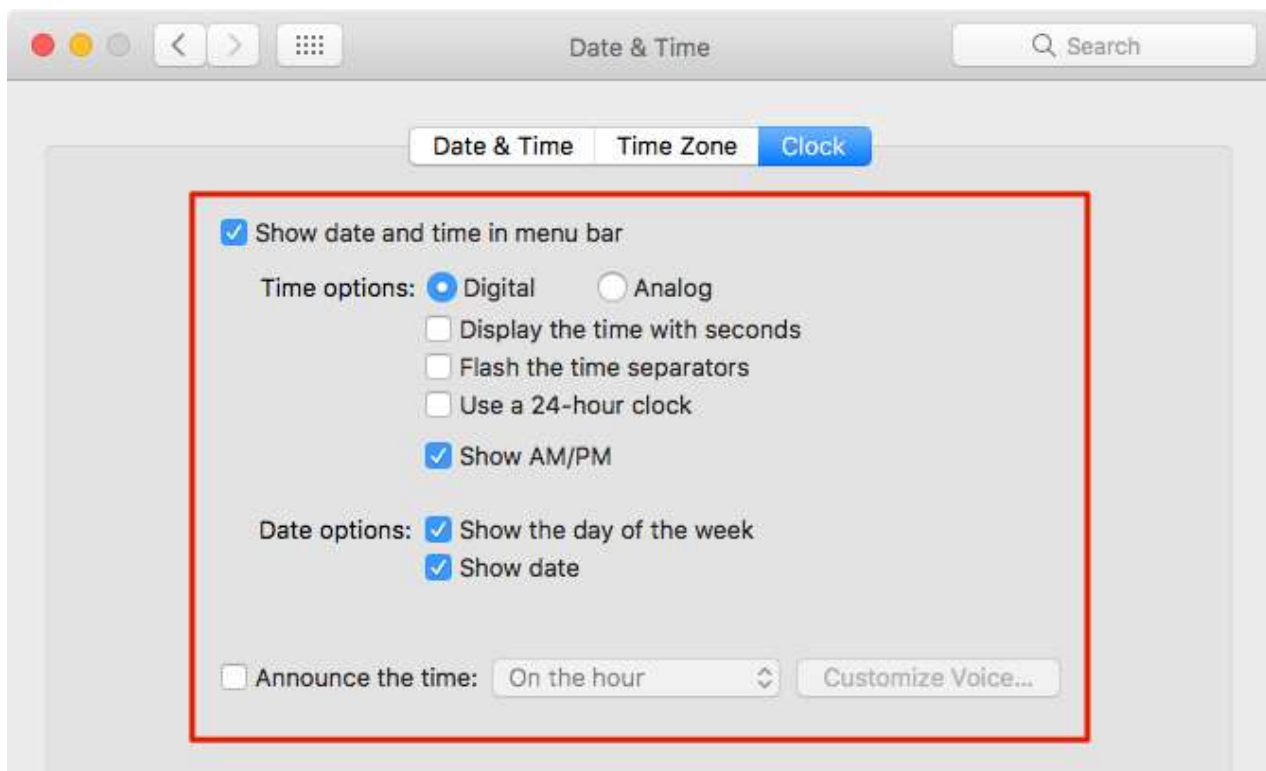 Date & Time
Search
Date & Time Time Zone Clock
Show date and time in menu bar
Time options: Digital Analog
Display the time with seconds
Flash the time separators
Use a 24-hour clock
Show AM/PM
Date options: Show the day of the week
Show date
Announce the time: On the hour Customize Voice...